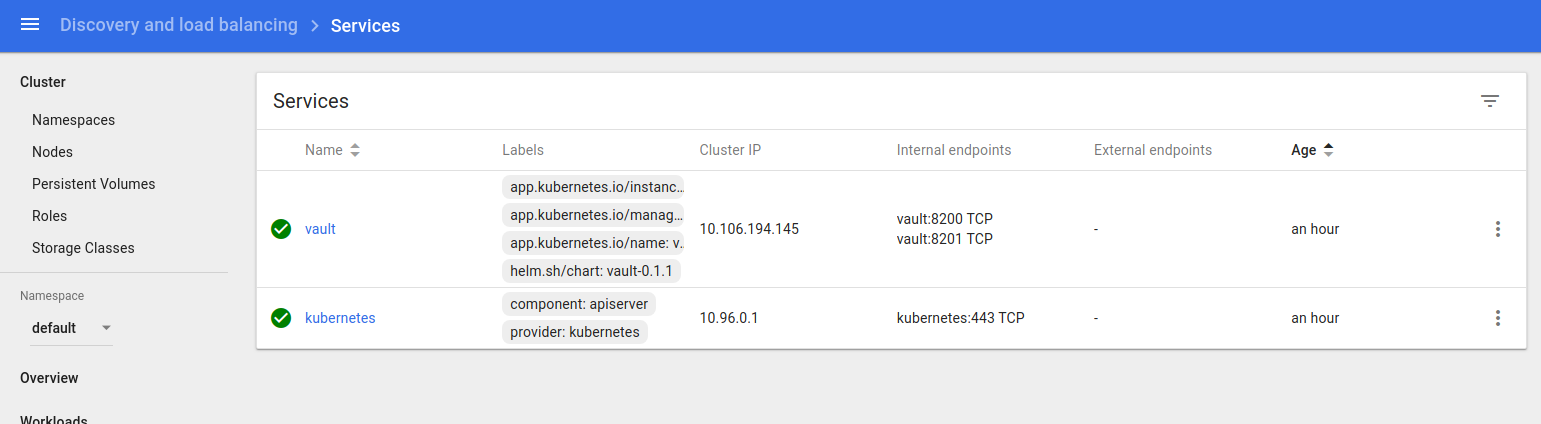 Discovery and load balancing > Services
Cluster
Namespaces
Nodes
Persistent Volumes
Roles
Storage Classes
Namespace
default
Overview
Workloads
Services
Name Labels Cluster IP Internal endpoints External endpoints Age
app.kubernetes.io/instanc…
app.kubernetes.io/manag…
app.kubernetes.io/name: v…
helm.sh/chart: vault-0.1.1
vault 10.106.194.145 vault:8200 TCP - an hour
vault:8201 TCP
component: apiserver
provider: kubernetes
kubernetes 10.96.0.1 kubernetes:443 TCP - an hour